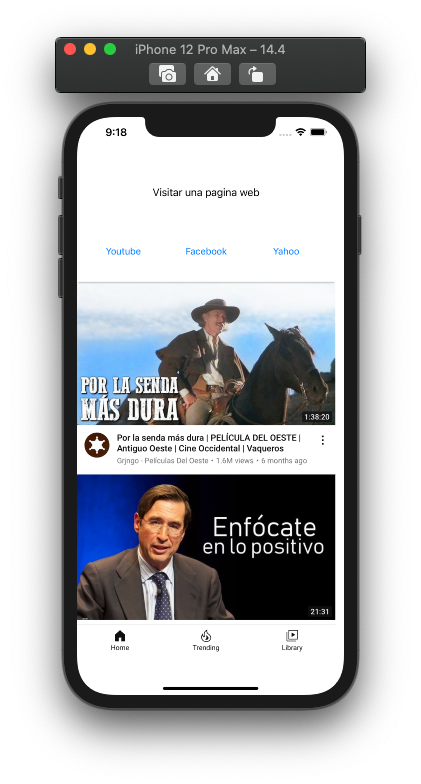 iPhone 12 Pro Max – 14.4
9:18
Visitar una pagina web
Youtube
Facebook
Yahoo
POR LA SENDA
MÁS DURA
1:38:20
Por la senda más dura | PELÍCULA DEL OESTE |
Antiguo Oeste | Cine Occidental | Vaqueros
Grjngo - Películas Del Oeste • 1.6M views • 6 months ago
Enfócate
en lo positivo
21:31
Home
Trending
Library